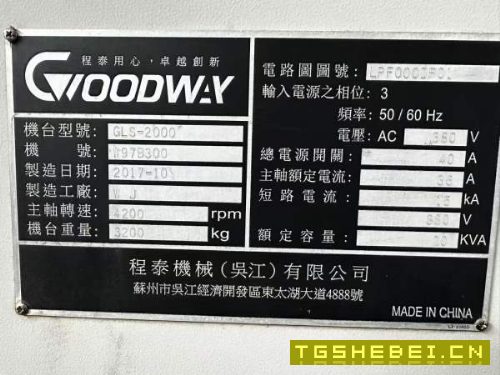 程泰用心，卓越創新
GOODWAY
機台型號: GLS-2000
機 號: W97B300
製造日期: 2017-10
製造工廠: W J
主軸轉速: 4200 rpm
機台重量: 3200 kg
電路圖圖號:
輸入電源之相位: 3
頻率: 50/60 Hz
電壓: AC 380 V
總電源開關: 40 A
主軸額定電流: 36 A
短路電流: kA
380 V
額定容量: 20 KVA
程泰機械(吳江)有限公司
蘇州市吳江經濟開發區東太湖大道4888號
MADE IN CHINA
TGSHEBEI.CN